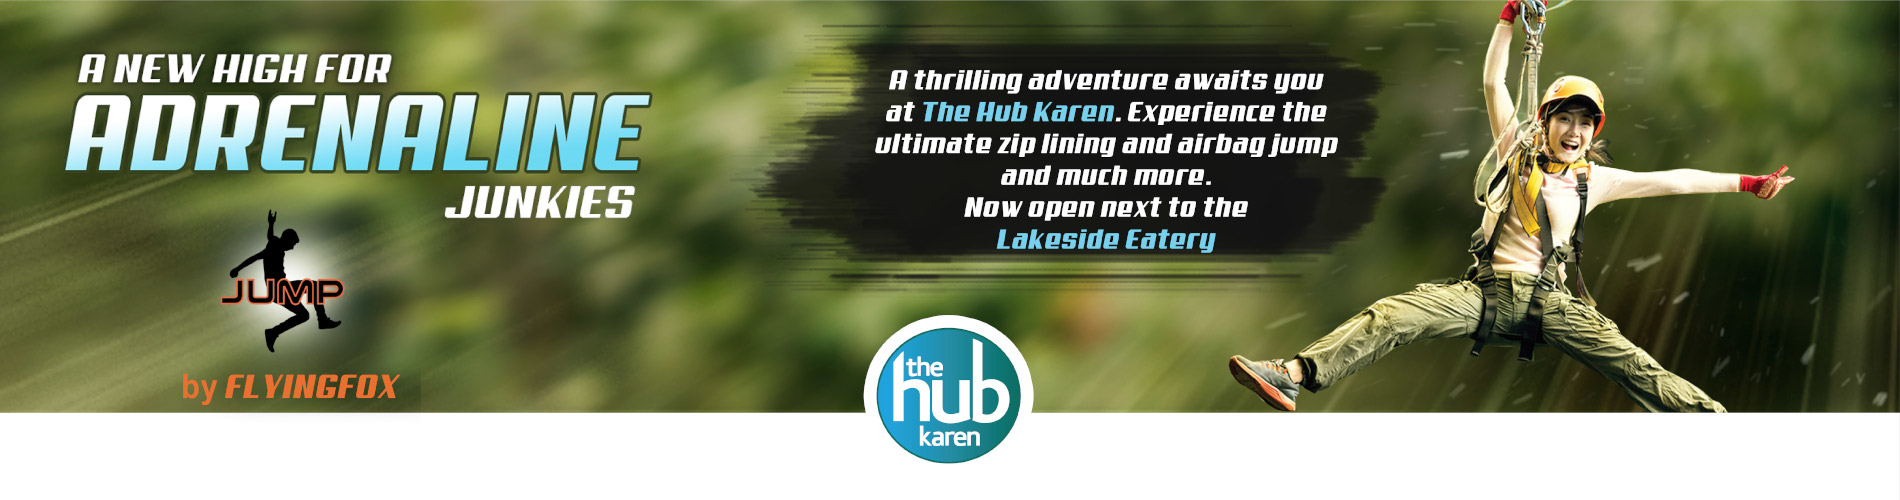 A NEW HIGH FOR
ADRENALINE
JUNKIES
JUMP
by FLYINGFOX
A thrilling adventure awaits you
at The Hub Karen. Experience the
ultimate zip lining and airbag jump
and much more.
Now open next to the
Lakeside Eatery
the
hub
karen